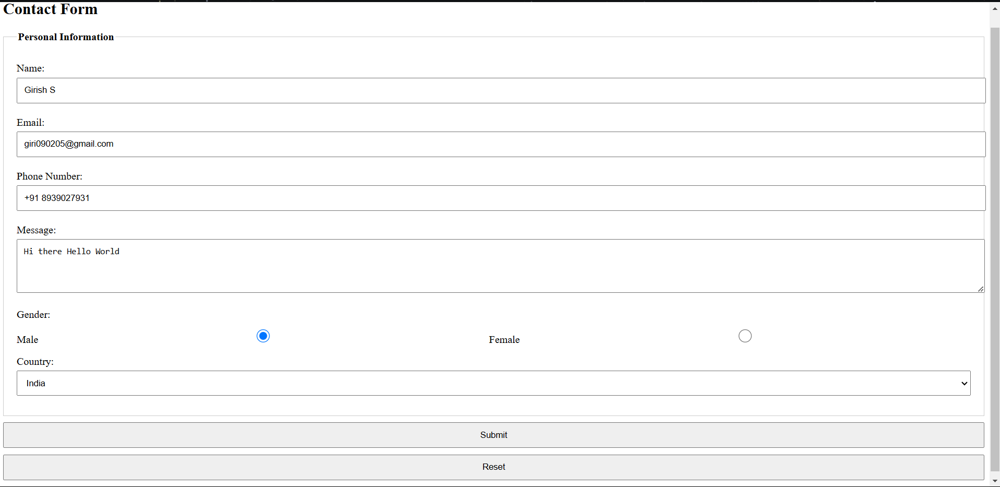 Contact Form
Personal Information
Name:
Girish S
Email:
giri090205@gmail.com
Phone Number:
+91 8939027931
Message:
Hi there Hello World
Gender:
Male Female
Country:
India
Submit
Reset